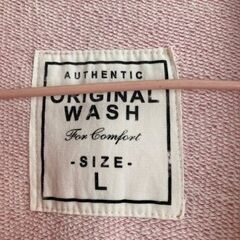 AUTHENTIC
ORIGINAL
WASH
For Comfort
-SIZE-
L